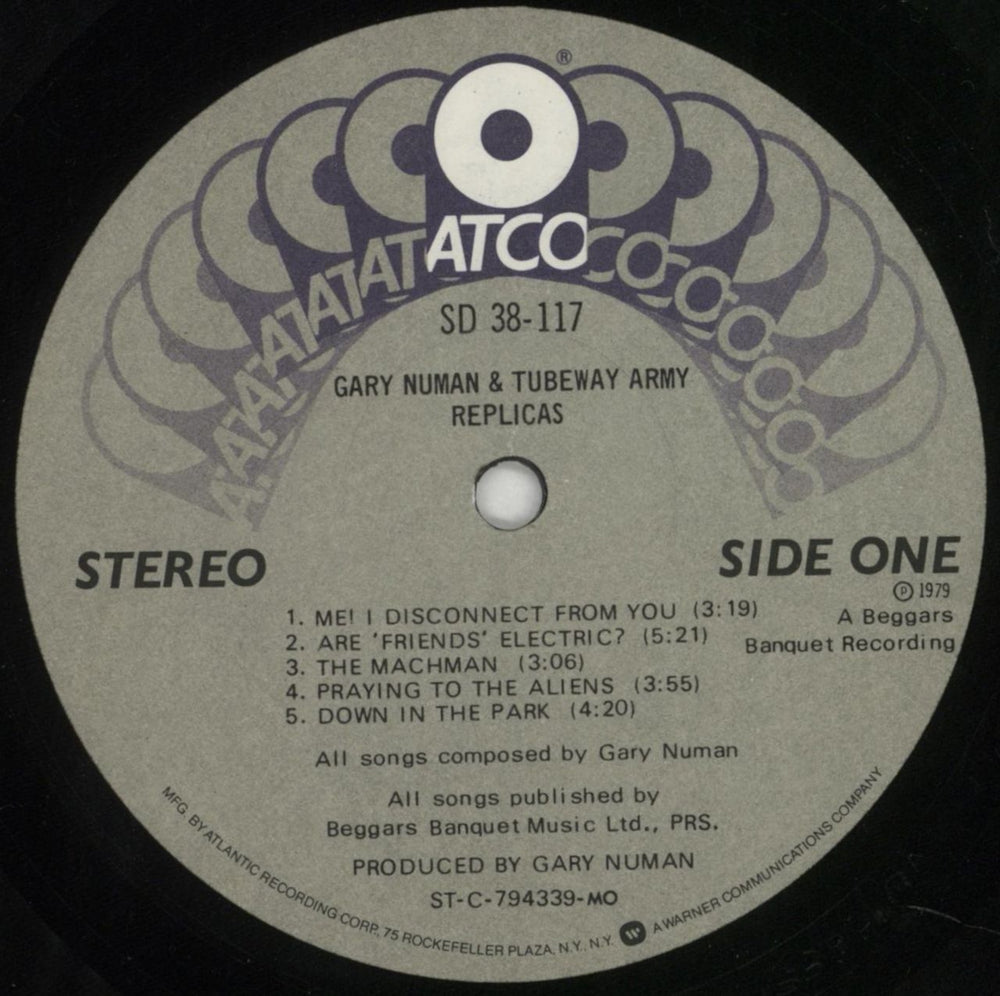 ®
ATCO
SD 38-117
GARY NUMAN & TUBEWAY ARMY
REPLICAS
STEREO
SIDE ONE
℗ 1979
A Beggars
Banquet Recording
1. ME! I DISCONNECT FROM YOU (3:19)
2. ARE 'FRIENDS' ELECTRIC? (5:21)
3. THE MACHMAN (3:06)
4. PRAYING TO THE ALIENS (3:55)
5. DOWN IN THE PARK (4:20)
All songs composed by Gary Numan
All songs published by
Beggars Banquet Music Ltd., PRS.
PRODUCED BY GARY NUMAN
ST-C-794339-MO
MFG. BY ATLANTIC RECORDING CORP., 75 ROCKEFELLER PLAZA, N.Y., N.Y. W A WARNER COMMUNICATIONS COMPANY